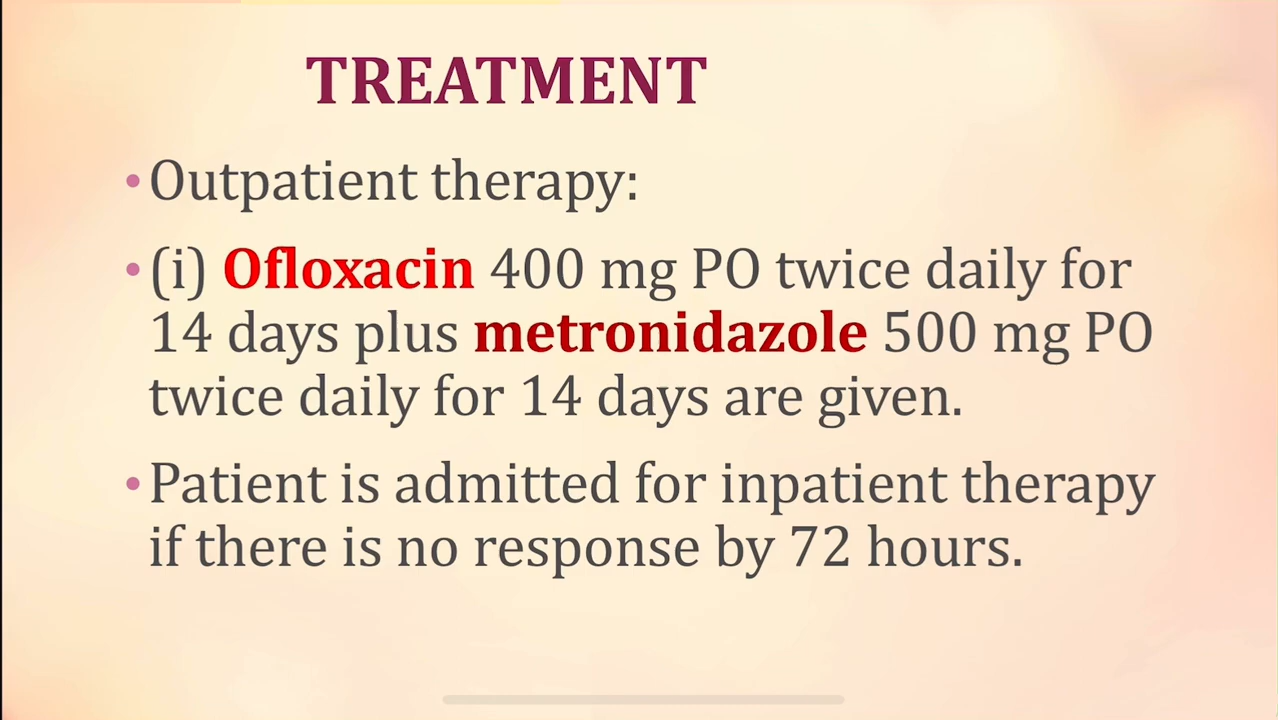 TREATMENT
• Outpatient therapy:
• (i) Ofloxacin 400 mg PO twice daily for
14 days plus metronidazole 500 mg PO
twice daily for 14 days are given.
• Patient is admitted for inpatient therapy
if there is no response by 72 hours.